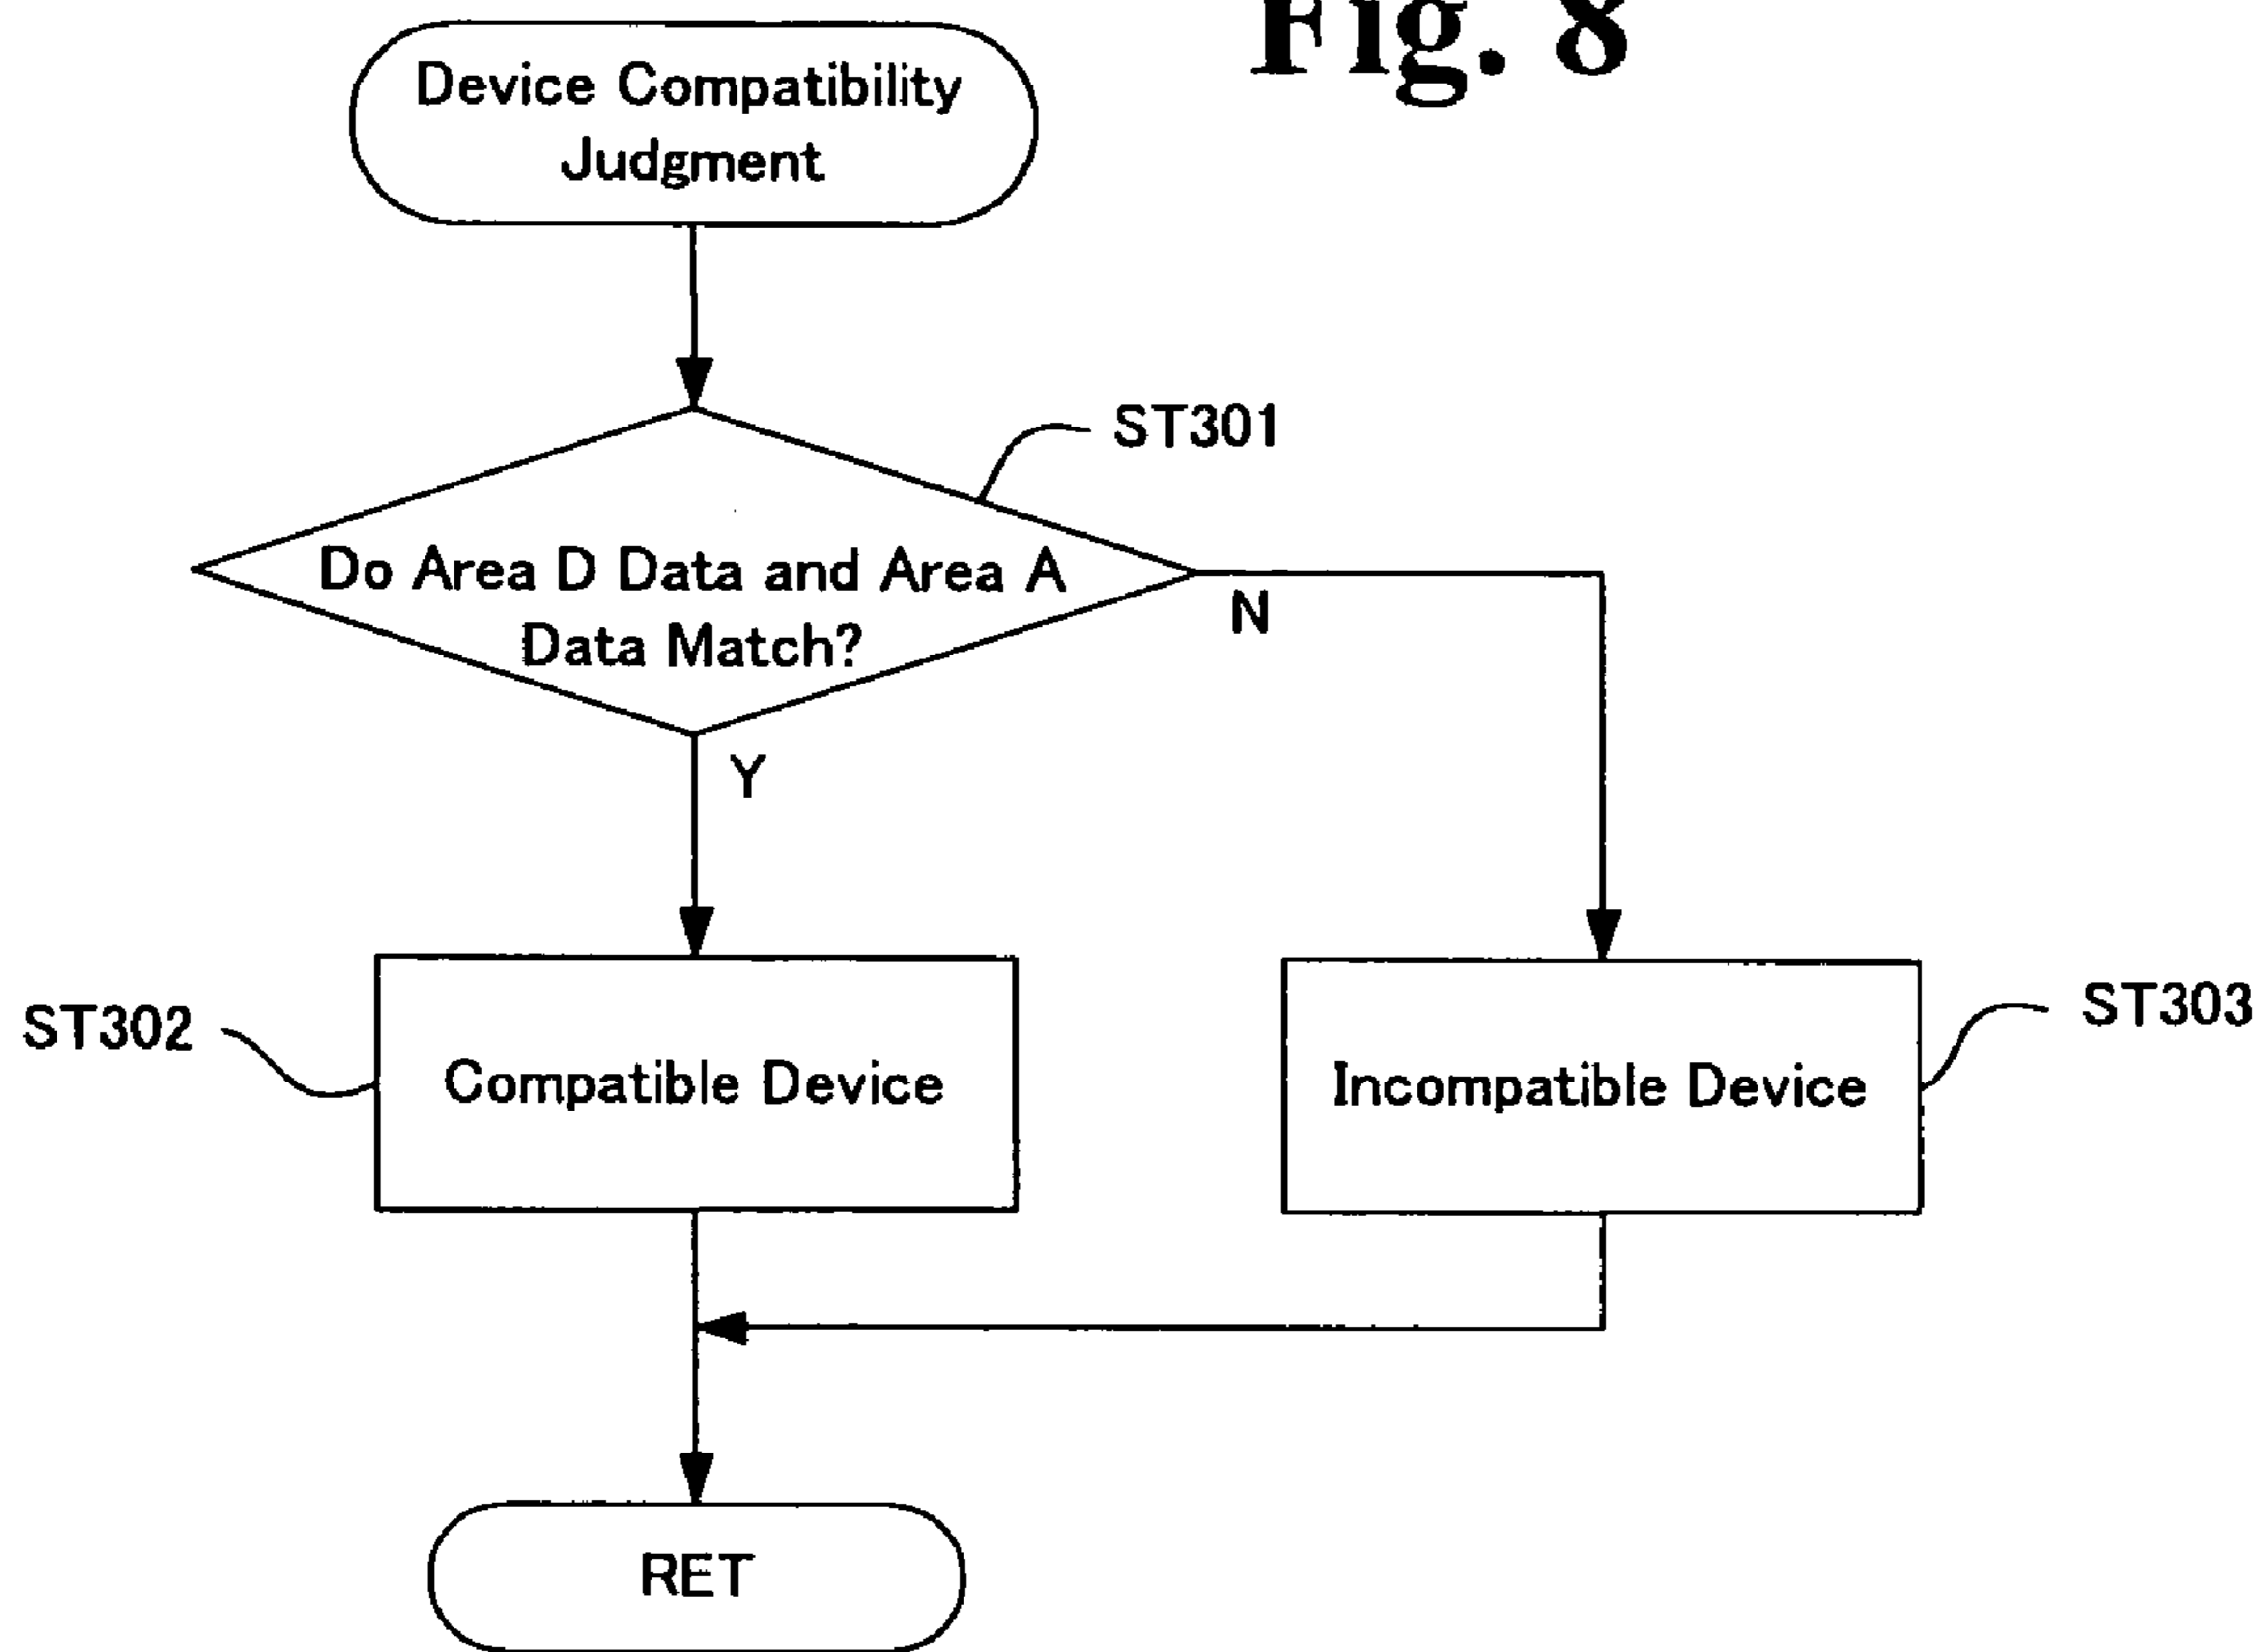 Fig. 8
Device Compatibility
Judgment
ST301
Do Area D Data and Area A
Data Match?
N
Y
ST302
Compatible Device
Incompatible Device
ST303
RET